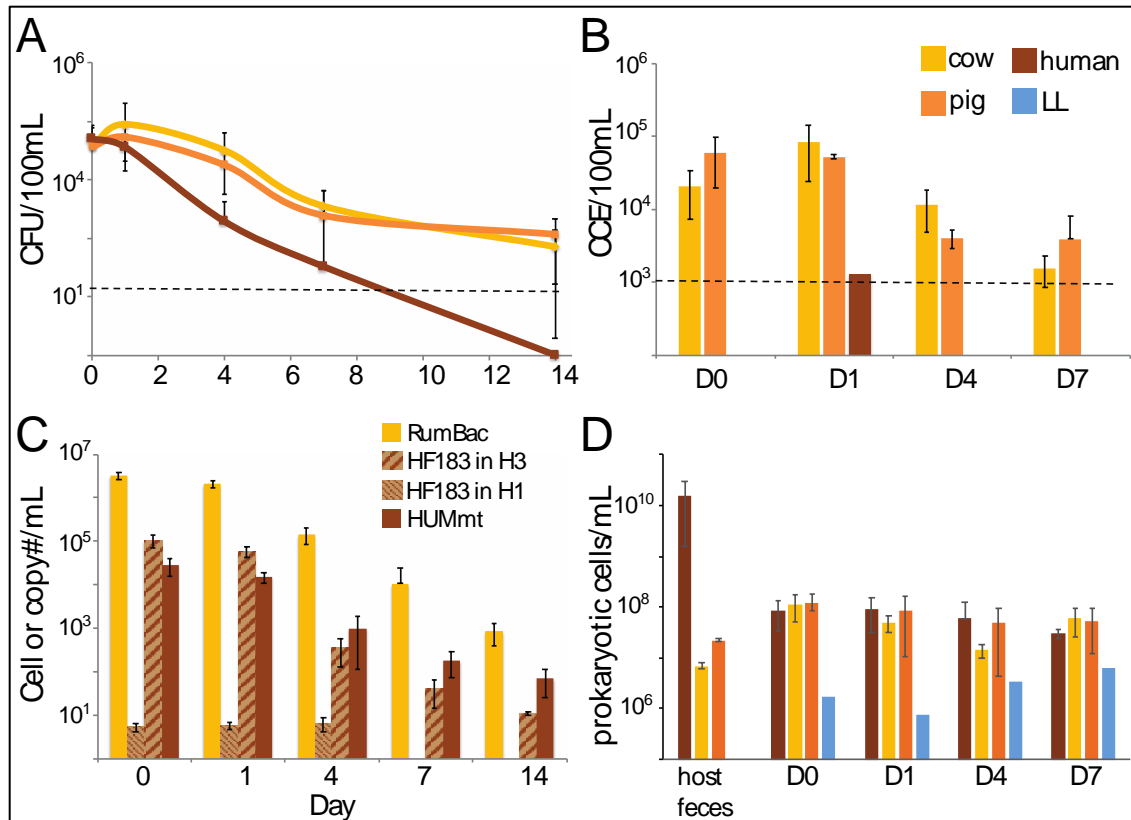 A
CFU/100mL
10⁶
10⁴
10¹
0 2 4 6 8 10 12 14
B
cow
human
pig
LL
CCE/100mL
10⁶
10⁵
10⁴
10³
D0 D1 D4 D7
C
RumBac
HF183 in H3
HF183 in H1
HUMmt
Cell or copy#/mL
10⁷
10⁵
10³
10¹
0 1 4 7 14
Day
D
prokaryotic cells/mL
10¹⁰
10⁸
10⁶
host D0 D1 D4 D7
feces